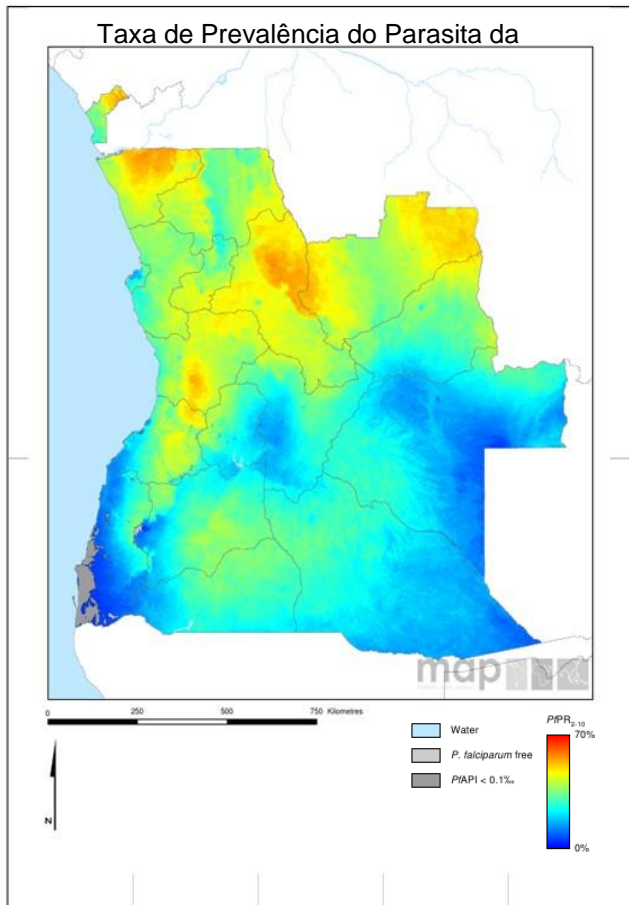 Taxa de Prevalência do Parasita da
map
0 250 500 750 Kilometres
Water
P. falciparum free
PfAPI < 0.1‰
PfPR2-10
70%
0%
N